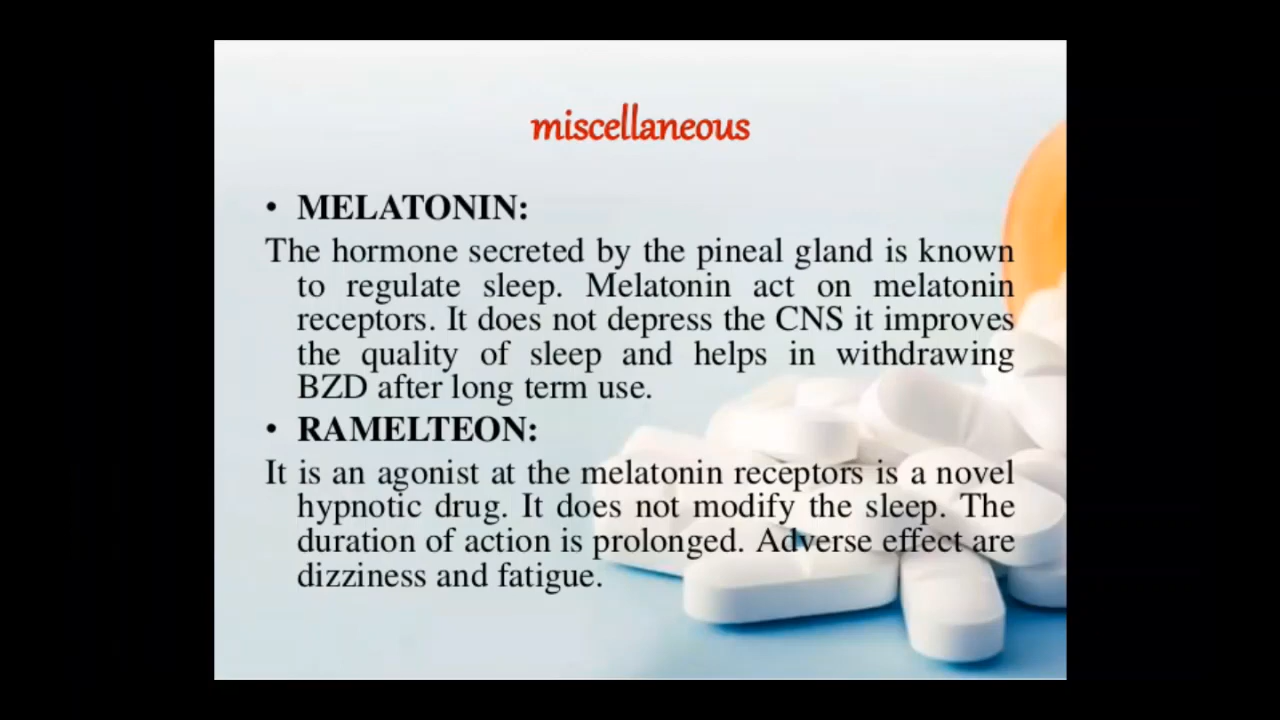 miscellaneous
• MELATONIN:
The hormone secreted by the pineal gland is known
to regulate sleep. Melatonin act on melatonin
receptors. It does not depress the CNS it improves
the quality of sleep and helps in withdrawing
BZD after long term use.
• RAMELTEON:
It is an agonist at the melatonin receptors is a novel
hypnotic drug. It does not modify the sleep. The
duration of action is prolonged. Adverse effect are
dizziness and fatigue.